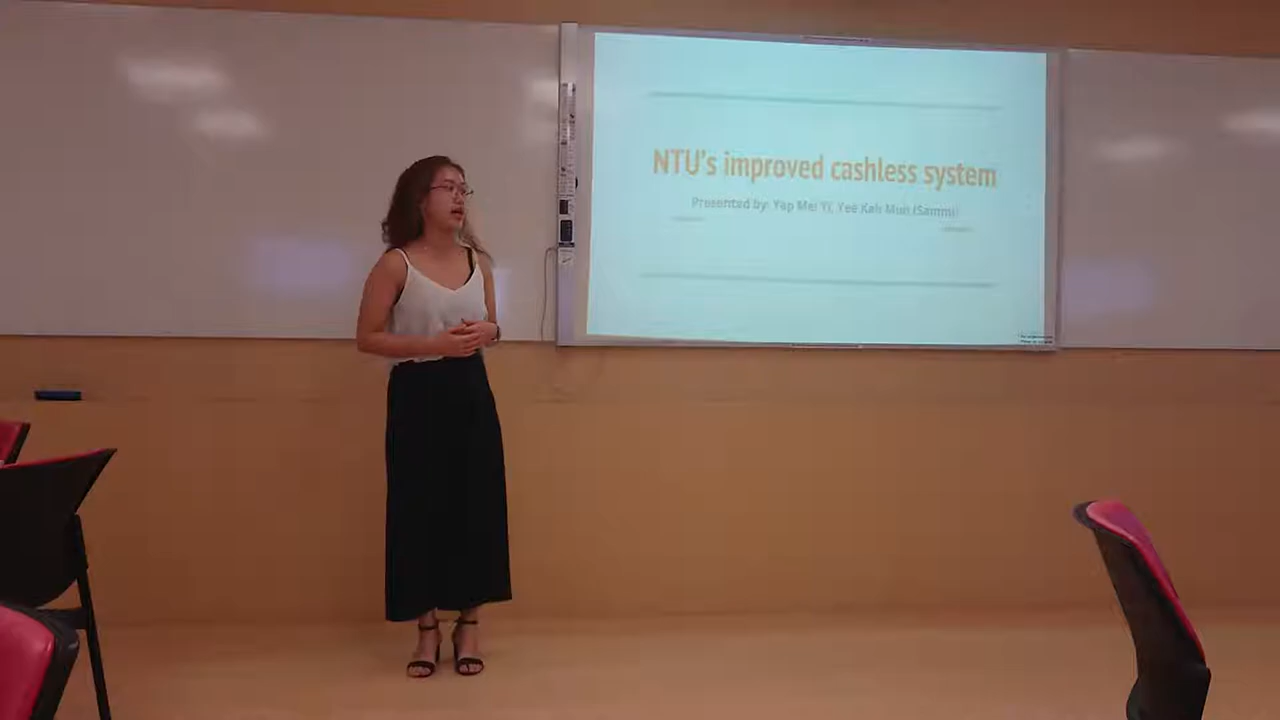 NTU's improved cashless system
Presented by: Yap Mei Yi, Yee Kah Mun (Sammi)